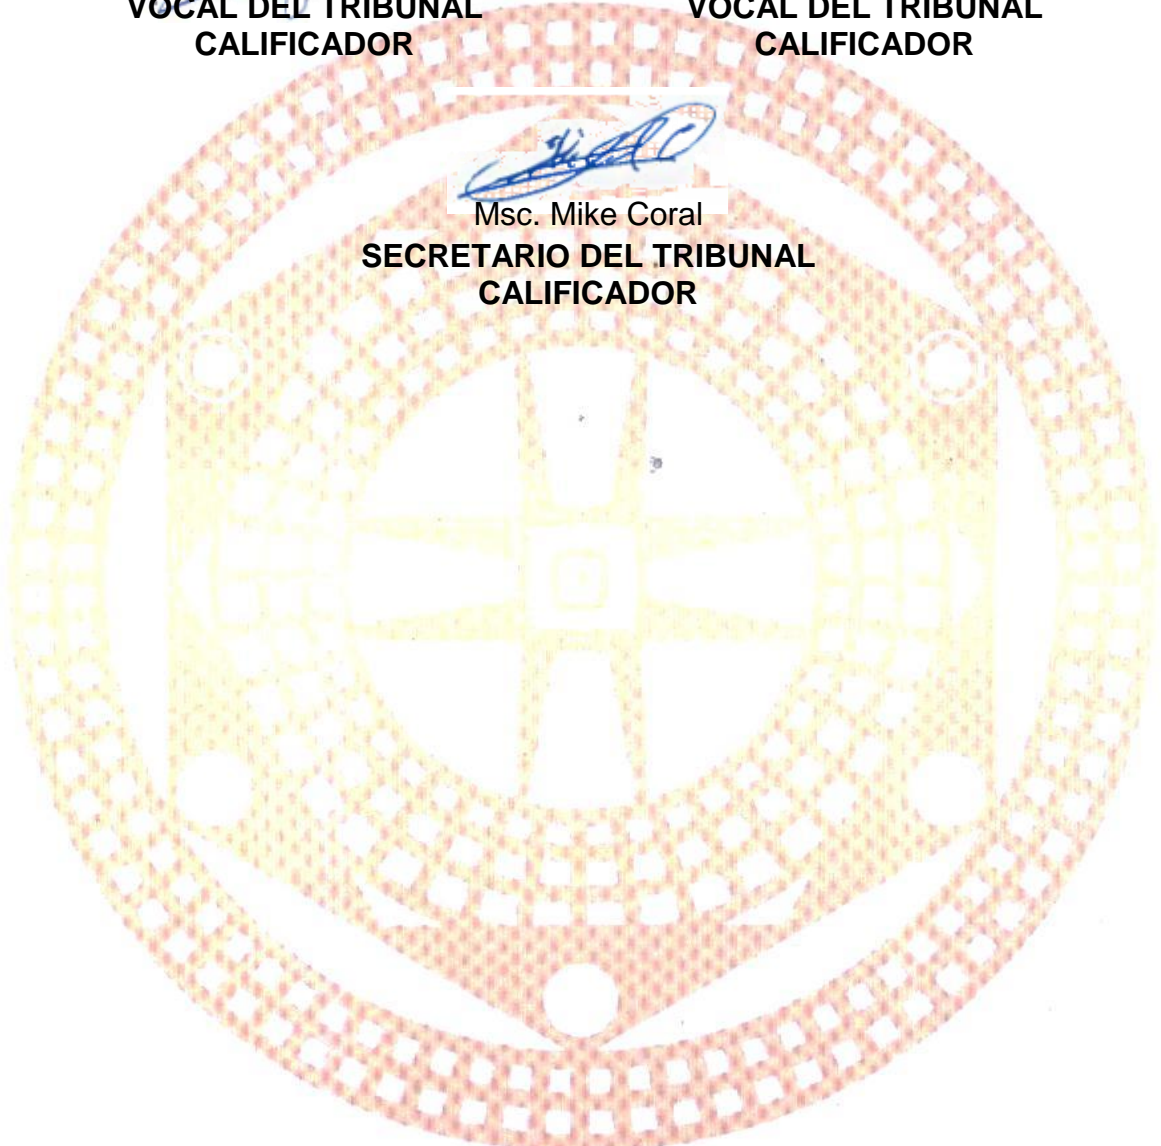 VOCAL DEL TRIBUNAL VOCAL DEL TRIBUNAL
CALIFICADOR CALIFICADOR
Msc. Mike Coral
SECRETARIO DEL TRIBUNAL
CALIFICADOR